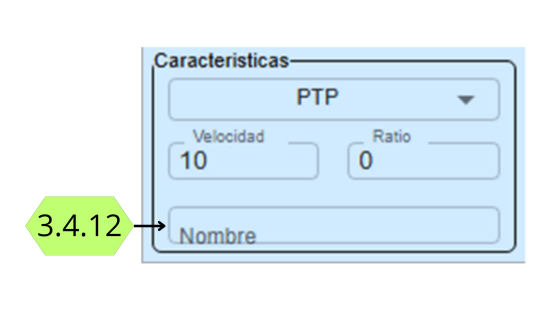 Caracteristicas
PTP
Velocidad Ratio
10 0
3.4.12
Nombre